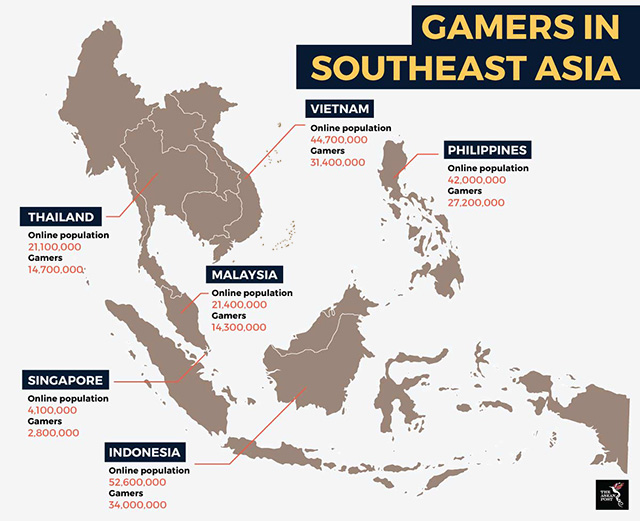 GAMERS IN
SOUTHEAST ASIA
VIETNAM
Online population
44,700,000
Gamers
31,400,000
PHILIPPINES
Online population
42,000,000
Gamers
27,200,000
THAILAND
Online population
21,100,000
Gamers
14,700,000
MALAYSIA
Online population
21,400,000
Gamers
14,300,000
SINGAPORE
Online population
4,100,000
Gamers
2,800,000
INDONESIA
Online population
52,600,000
Gamers
34,000,000
THE
ASEAN
POST